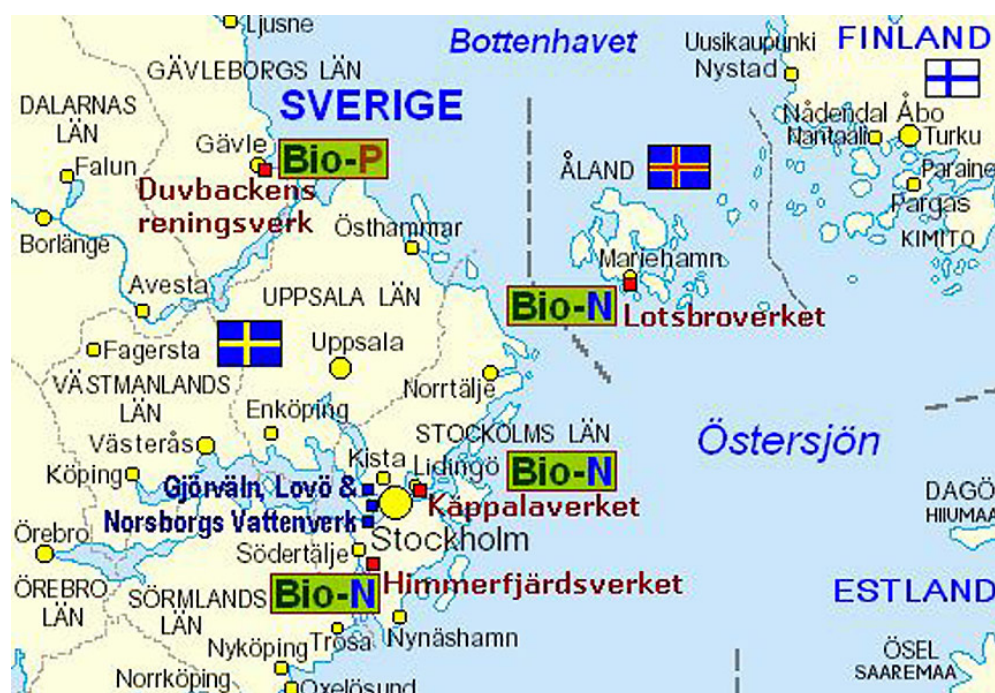 Ljusne
Bottenhavet
Uusikaupunki
Nystad
FINLAND
GÄVLEBORGS LÄN
DALARNAS
LÄN
SVERIGE
Nådendal Åbo
Nantaali Turku
Gävle
Bio-P
Falun
Duvbackens
reningsverk
ÅLAND
Paraine
Pargas
KIMITO
Borlänge
Östhammar
Mariehamn
Avesta
UPPSALA LÄN
Bio-N
Lotsbroverket
Fagersta
Uppsala
VÄSTMANLANDS
LÄN
Norrtälje
Enköping
STOCKOLMS LÄN
Östersjön
Västerås
Köping
Kista
Lidingö
Bio-N
Gjörväln, Lovö &
Norsborgs Vattenverk
Käppalaverket
DAGÖ
HIIUMAA
Örebro
Stockholm
Södertälje
ÖREBRO
LÄN
SÖRMLANDS
LÄN
Bio-N
Himmerfjärdsverket
ESTLAND
Nyköping
Trosa
Nynäshamn
ÖSEL
SAAREMAA
Norrköping
Oxelösund